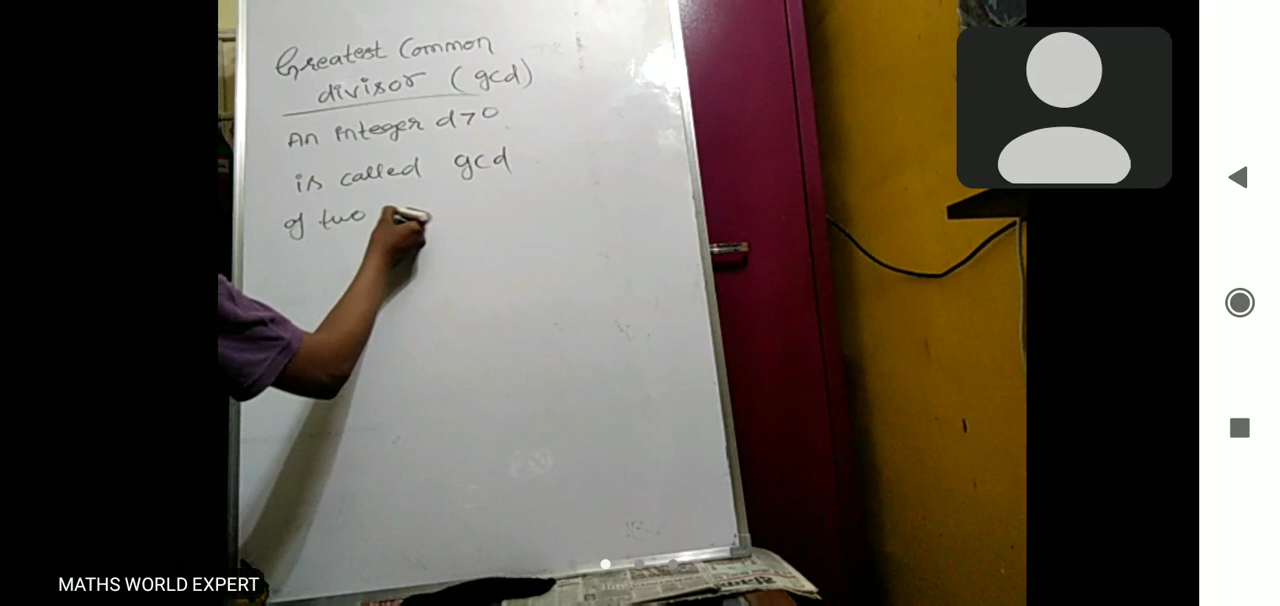 Greatest Common
divisor (gcd)
An integer d>0
is called gcd
of two
MATHS WORLD EXPERT